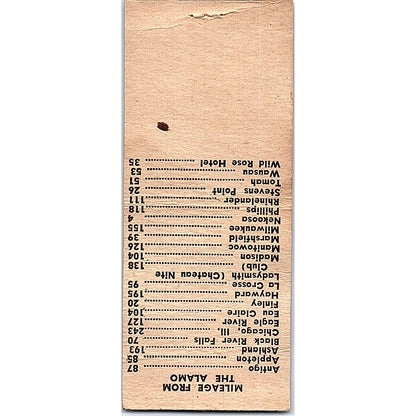 MILEAGE FROM
THE ALAMO
Antigo ........ 87
Appleton ........ 85
Ashland ........ 193
Black River Falls ........ 70
Chicago, Ill. ........ 243
Eagle River ........ 127
Eau Claire ........ 104
Finley ........ 20
Hayward ........ 195
La Crosse ........ 95
Ladysmith (Chateau Nite
Club) ........ 138
Madison ........ 104
Manitowoc ........ 126
Marshfield ........ 39
Milwaukee ........ 155
Nekoosa ........ 4
Phillips ........ 118
Rhinelander ........ 111
Stevens Point ........ 26
Tomah ........ 51
Wausau ........ 53
Wild Rose Hotel ........ 35